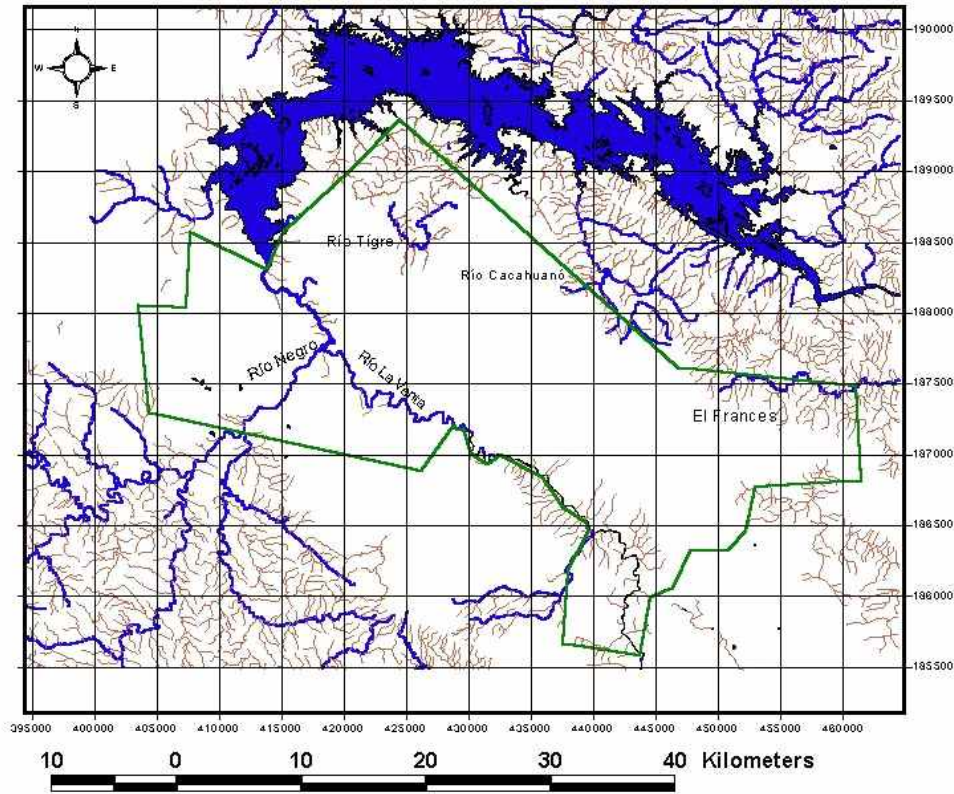 N
W E
S
190000
189500
189000
188500
188000
187500
187000
186500
186000
185500
Río Tigre
Río Cacahuanó
Río Negro
Río La Venta
El Frances
395000 400000 405000 410000 415000 420000 425000 430000 435000 440000 445000 450000 455000 460000
10 0 10 20 30 40 Kilometers